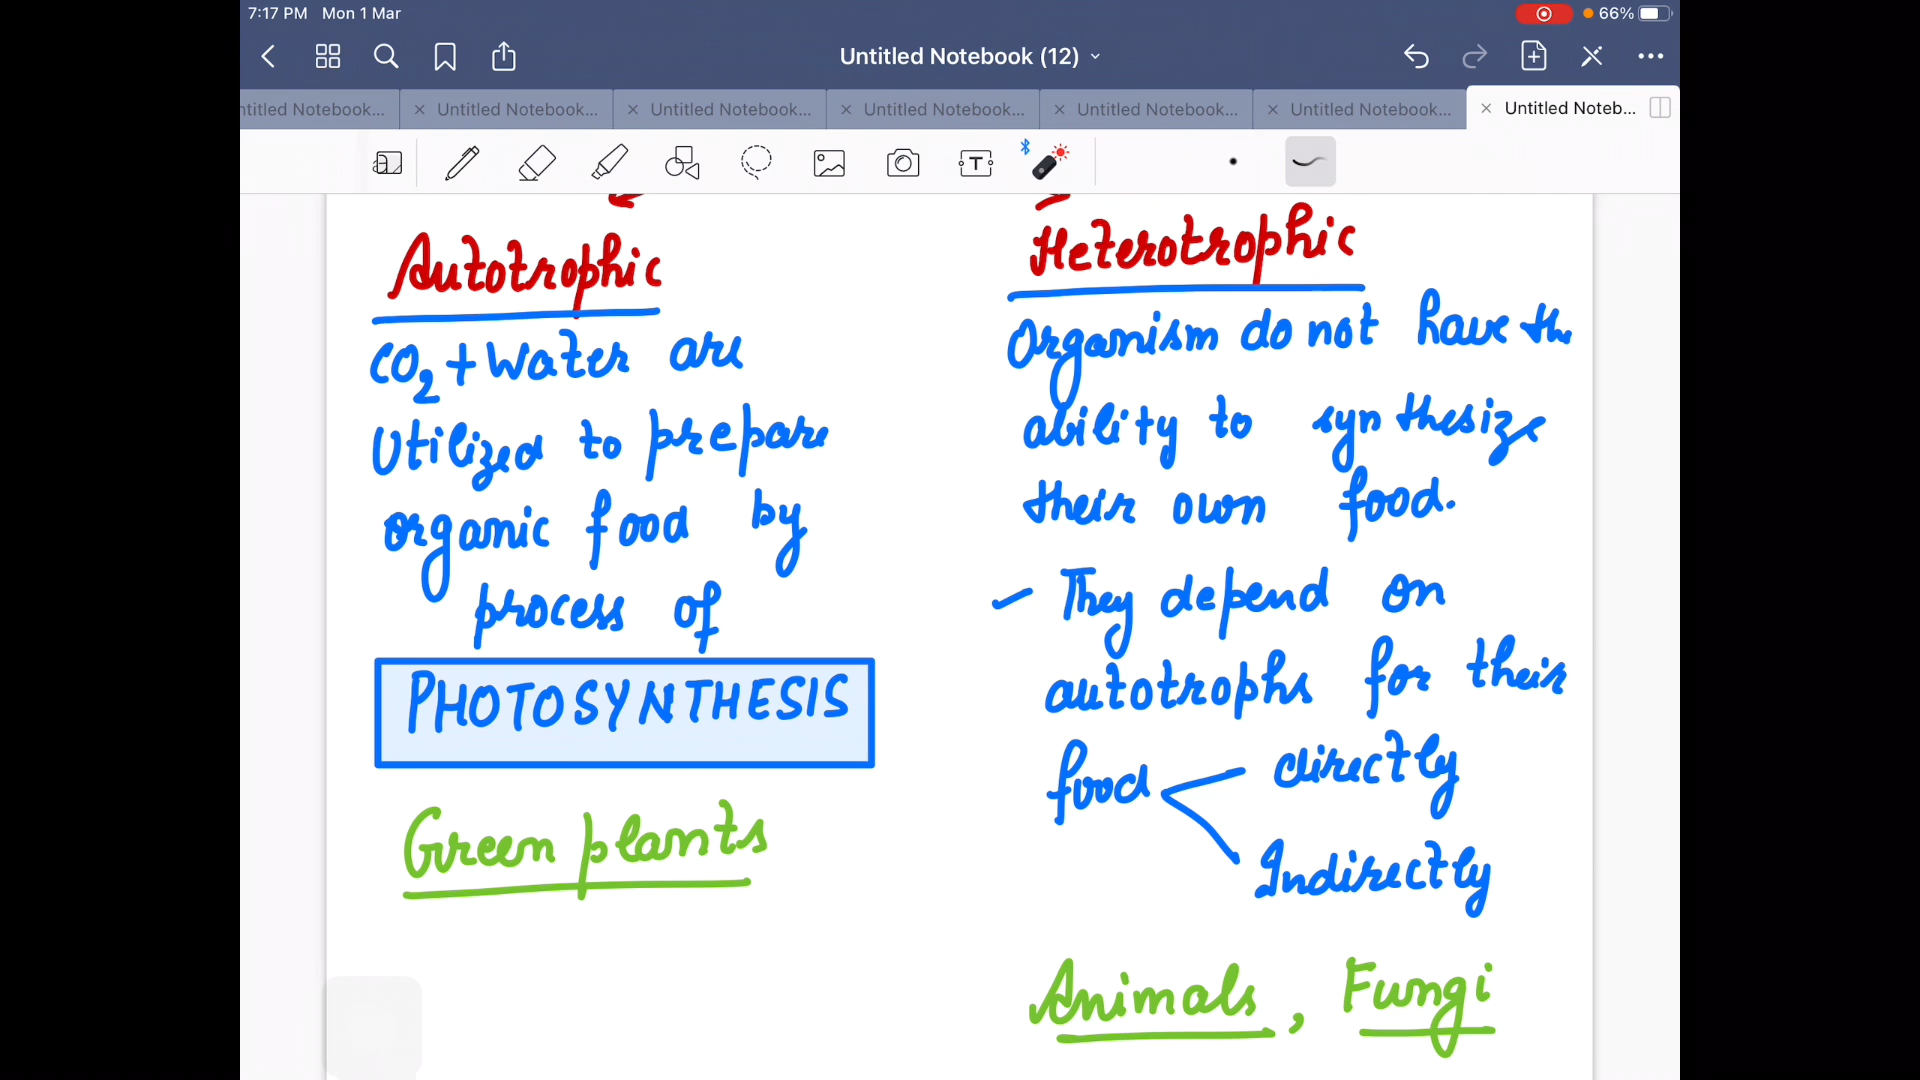 7:17 PM Mon 1 Mar
66%
Untitled Notebook (12)
ntitled Notebook...
Untitled Notebook...
Untitled Notebook...
Untitled Notebook...
Untitled Notebook...
Untitled Notebook...
Untitled Noteb...
Autotrophic
CO2 + Water are
Utilized to prepare
organic food by
process of
PHOTOSYNTHESIS
Green plants
Heterotrophic
Organism do not have the
ability to synthesize
their own food.
They depend on
autotrophs for their
food directly
Indirectly
Animals, Fungi